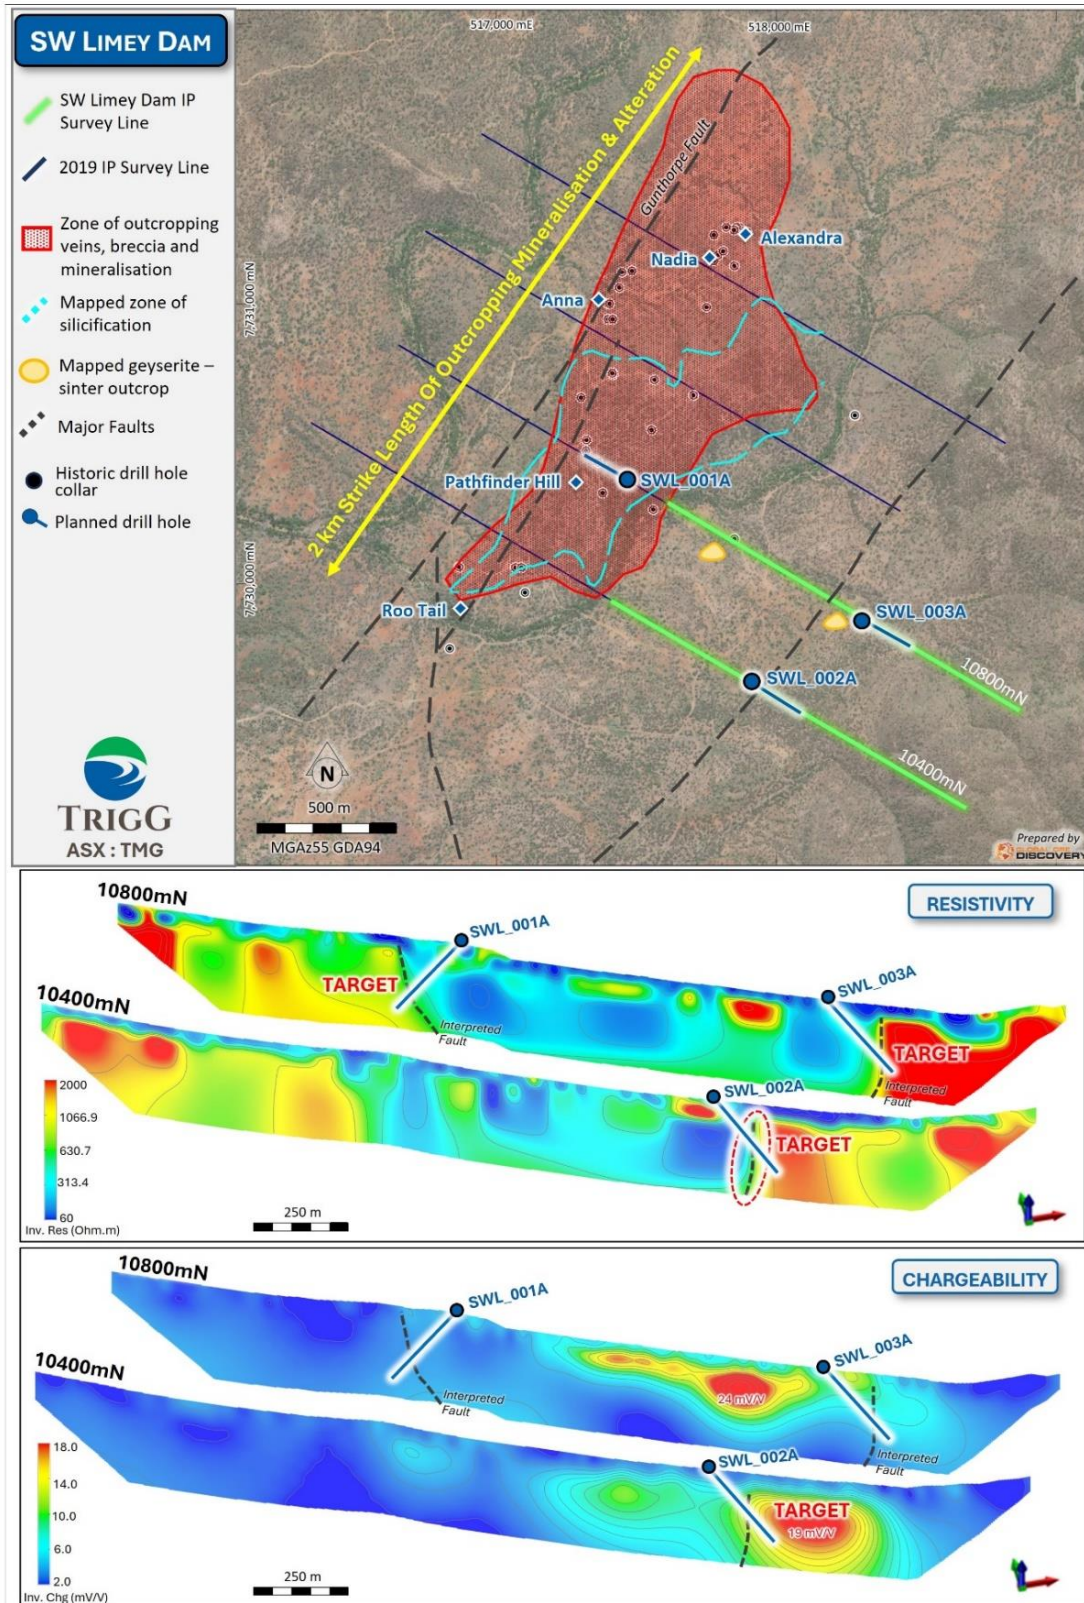 SW LIMEY DAM
SW Limey Dam IP
Survey Line
2019 IP Survey Line
Zone of outcropping
veins, breccia and
mineralisation
Mapped zone of
silicification
Mapped geyserite –
sinter outcrop
Major Faults
Historic drill hole
collar
Planned drill hole
TRIGG
ASX : TMG
517,000 mE
518,000 mE
7,731,000 mN
7,730,000 mN
2 km Strike Length Of Outcropping Mineralisation & Alteration
Gunthorpe Fault
Alexandra
Nadia
Anna
Pathfinder Hill
SWL_001A
Roo Tail
SWL_003A
SWL_002A
10800mN
10400mN
N
500 m
MGAz55 GDA94
Prepared by
GLOBAL ORE
DISCOVERY
RESISTIVITY
10800mN
SWL_001A
TARGET
Interpreted
Fault
SWL_003A
TARGET
Interpreted
Fault
10400mN
SWL_002A
TARGET
2000
1066.9
630.7
313.4
60
Inv. Res (Ohm.m)
250 m
CHARGEABILITY
10800mN
SWL_001A
Interpreted
Fault
24 mV/V
SWL_003A
Interpreted
Fault
10400mN
SWL_002A
TARGET
19 mV/V
18.0
14.0
10.0
6.0
2.0
Inv. Chg (mV/V)
250 m